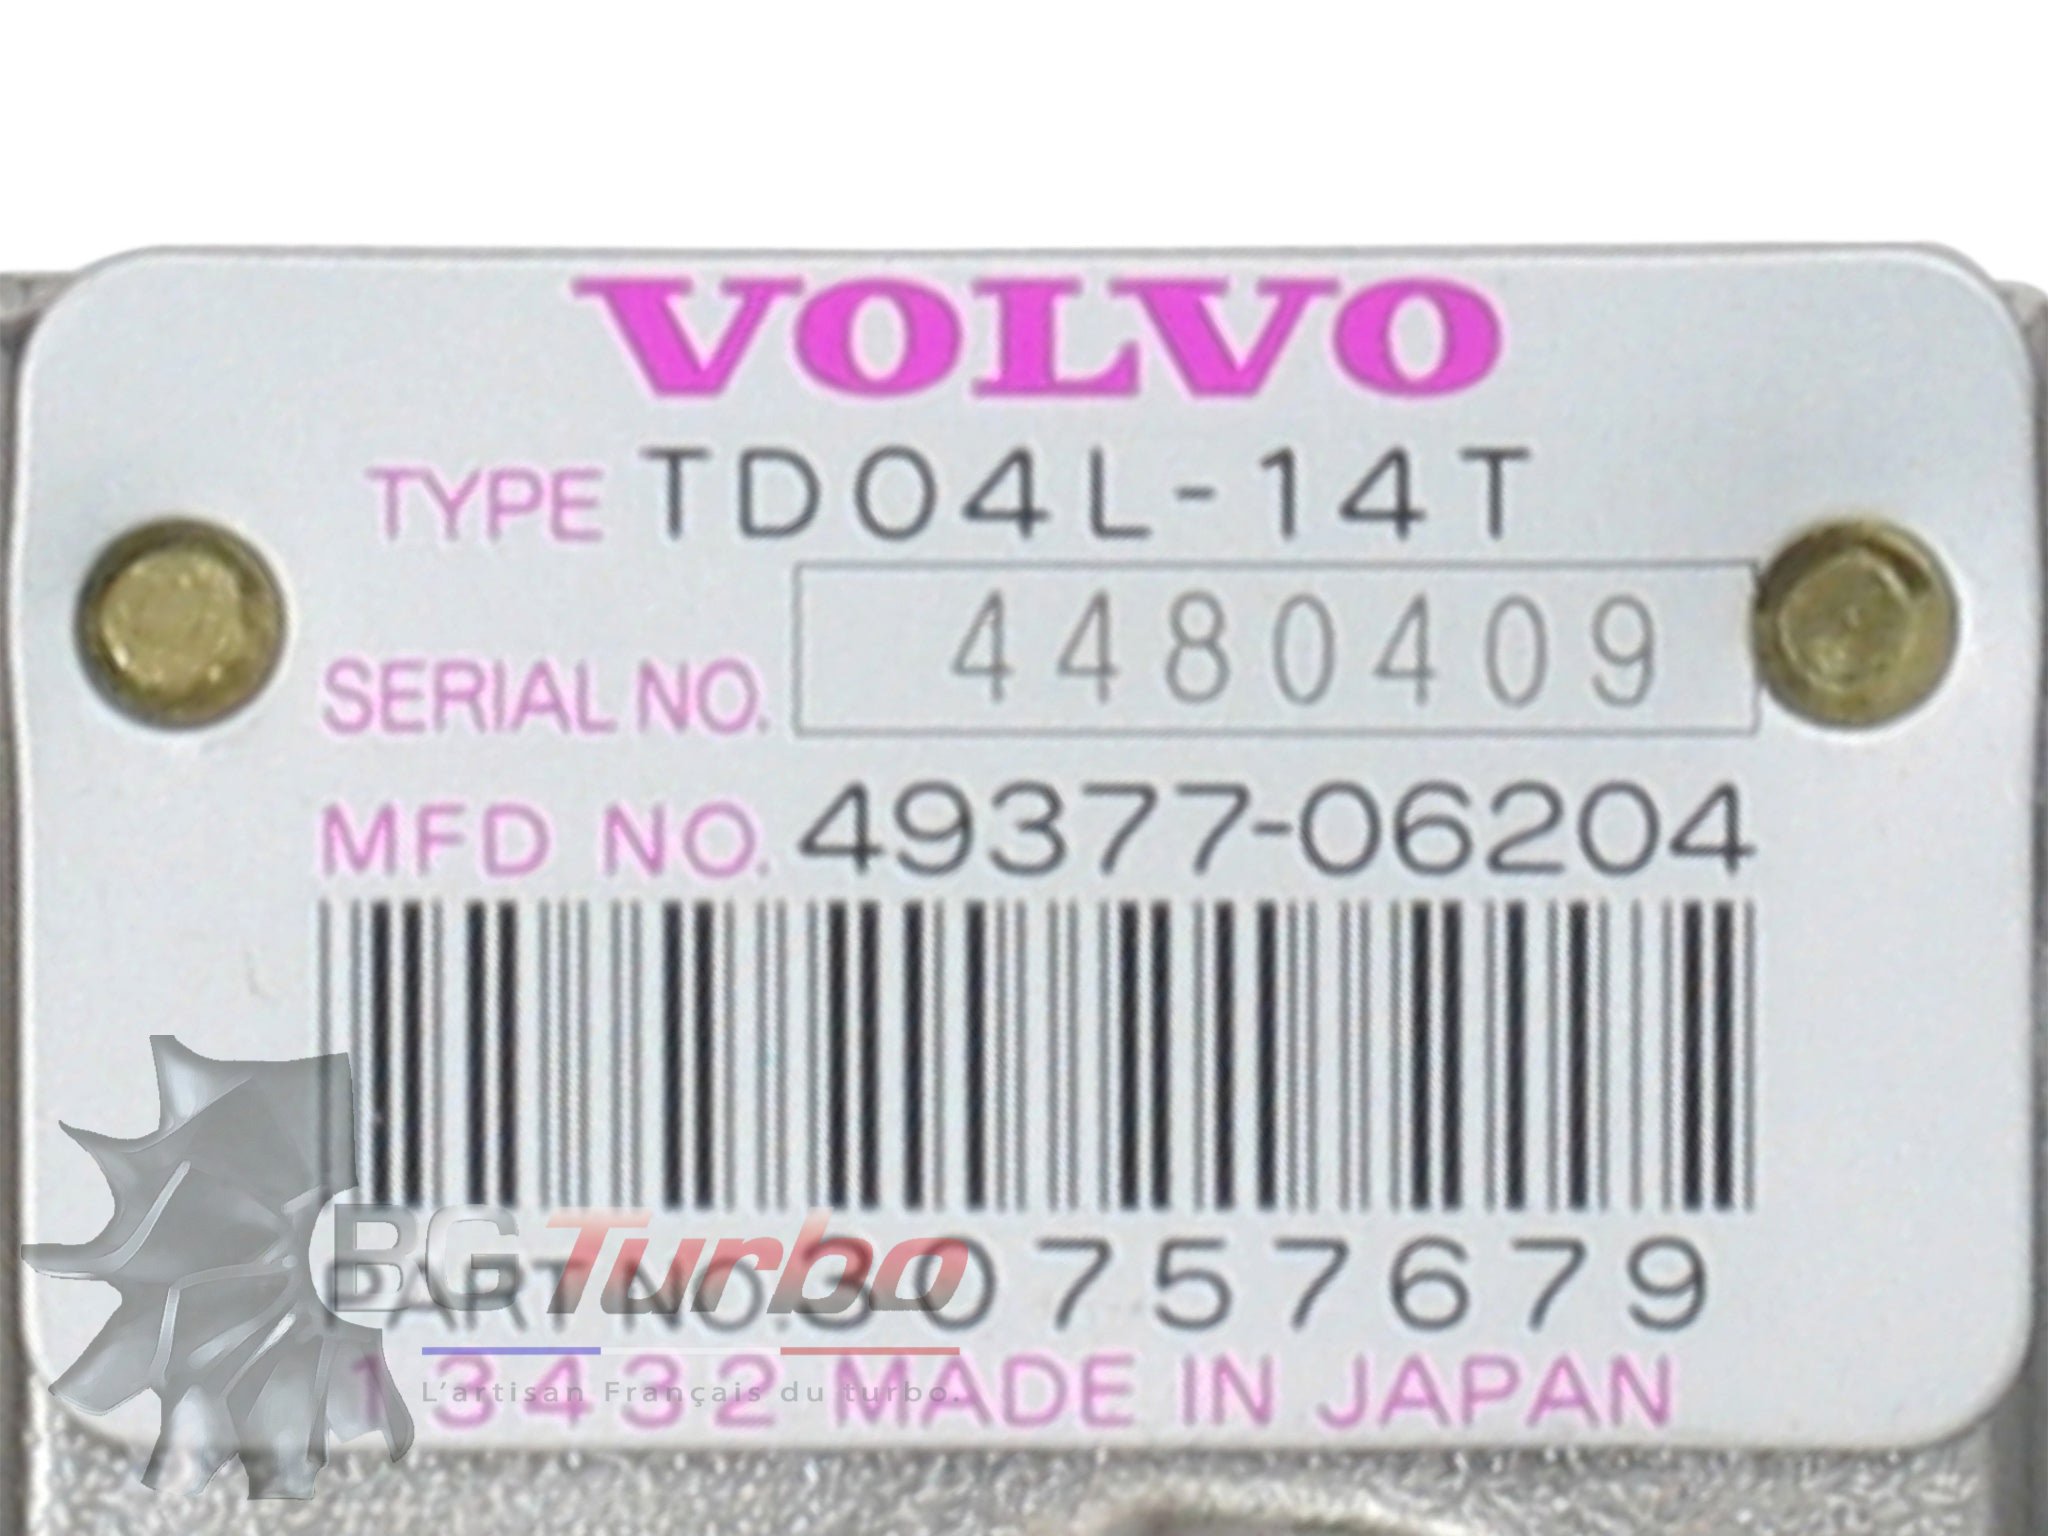 VOLVO
TYPE TD04L-14T
SERIAL NO. 4480409
MFD NO. 49377-06204
BG Turbo
PART NO. 30757679
L'artisan Français du turbo.
13432 MADE IN JAPAN